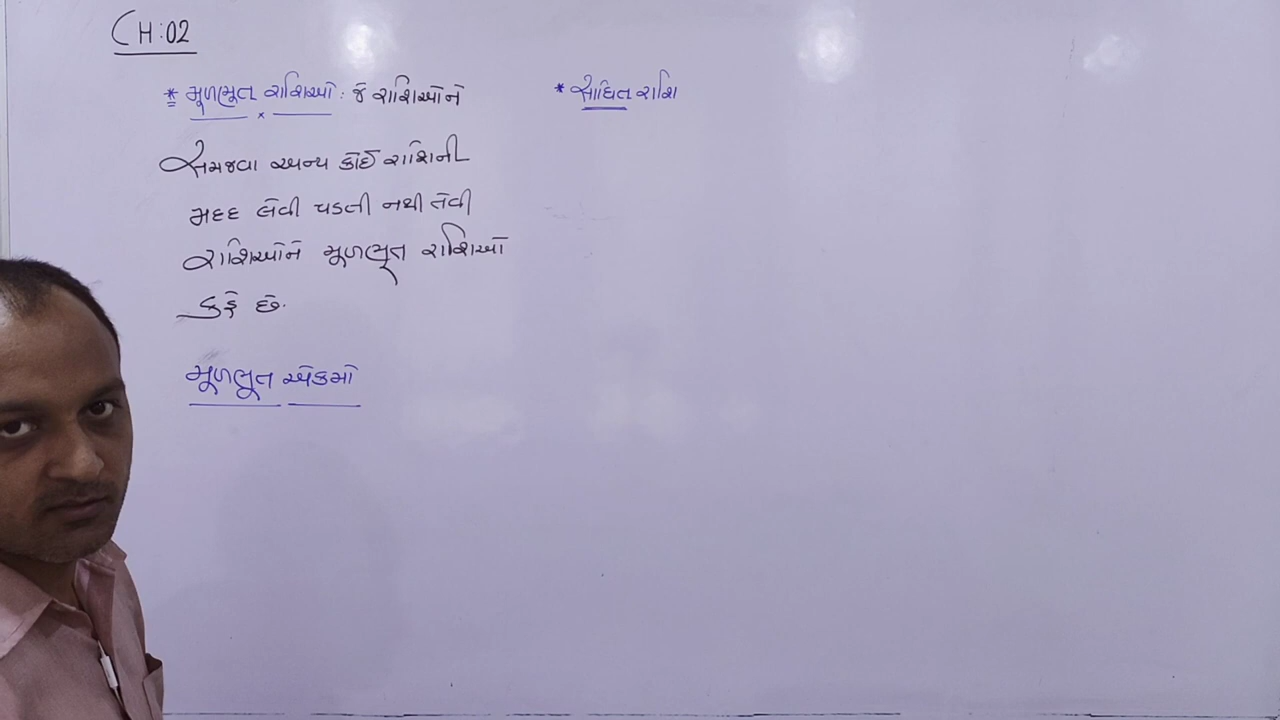 CH:02
* મૂળભૂત રાશિઓ : જે રાશિઓને
સમજવા અન્ય કોઈ રાશિની
મદદ લેવી પડતી નથી તેવી
રાશિઓને મૂળભૂત રાશિઓ
કહે છે.
મૂળભૂત એકમો
* સાધિત રાશિ